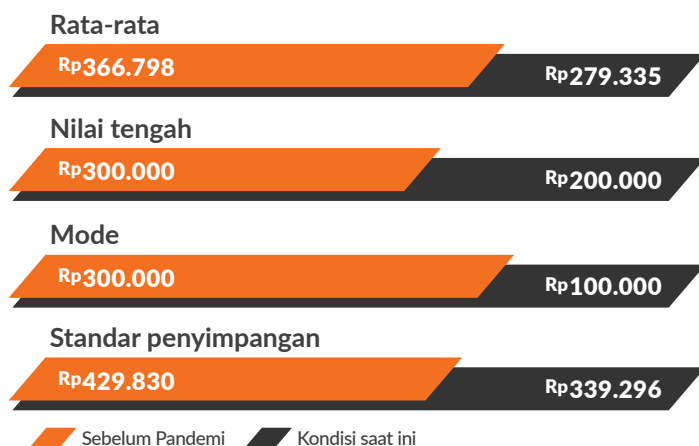 Rata-rata
Rp366.798
Rp279.335
Nilai tengah
Rp300.000
Rp200.000
Mode
Rp300.000
Rp100.000
Standar penyimpangan
Rp429.830
Rp339.296
Sebelum Pandemi Kondisi saat ini